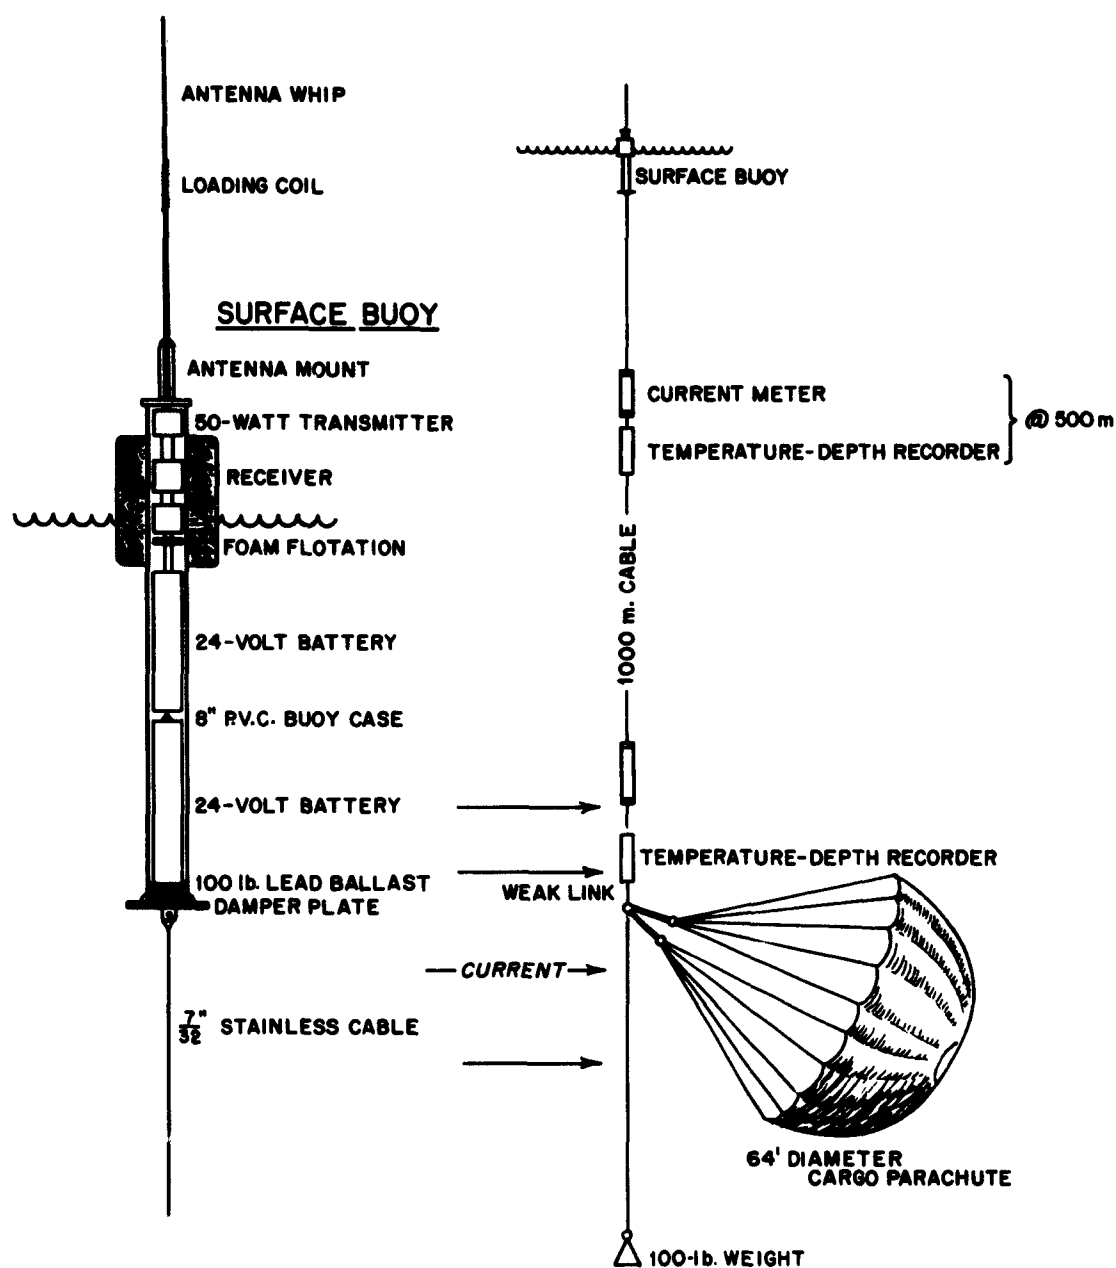 ANTENNA WHIP
LOADING COIL
SURFACE BUOY
ANTENNA MOUNT
50-WATT TRANSMITTER
RECEIVER
FOAM FLOTATION
24-VOLT BATTERY
8" P.V.C. BUOY CASE
24-VOLT BATTERY
100 lb. LEAD BALLAST
DAMPER PLATE
7/32" STAINLESS CABLE
SURFACE BUOY
CURRENT METER
TEMPERATURE-DEPTH RECORDER
@ 500 m
1000 m. CABLE
TEMPERATURE-DEPTH RECORDER
WEAK LINK
CURRENT
64' DIAMETER
CARGO PARACHUTE
100-lb. WEIGHT